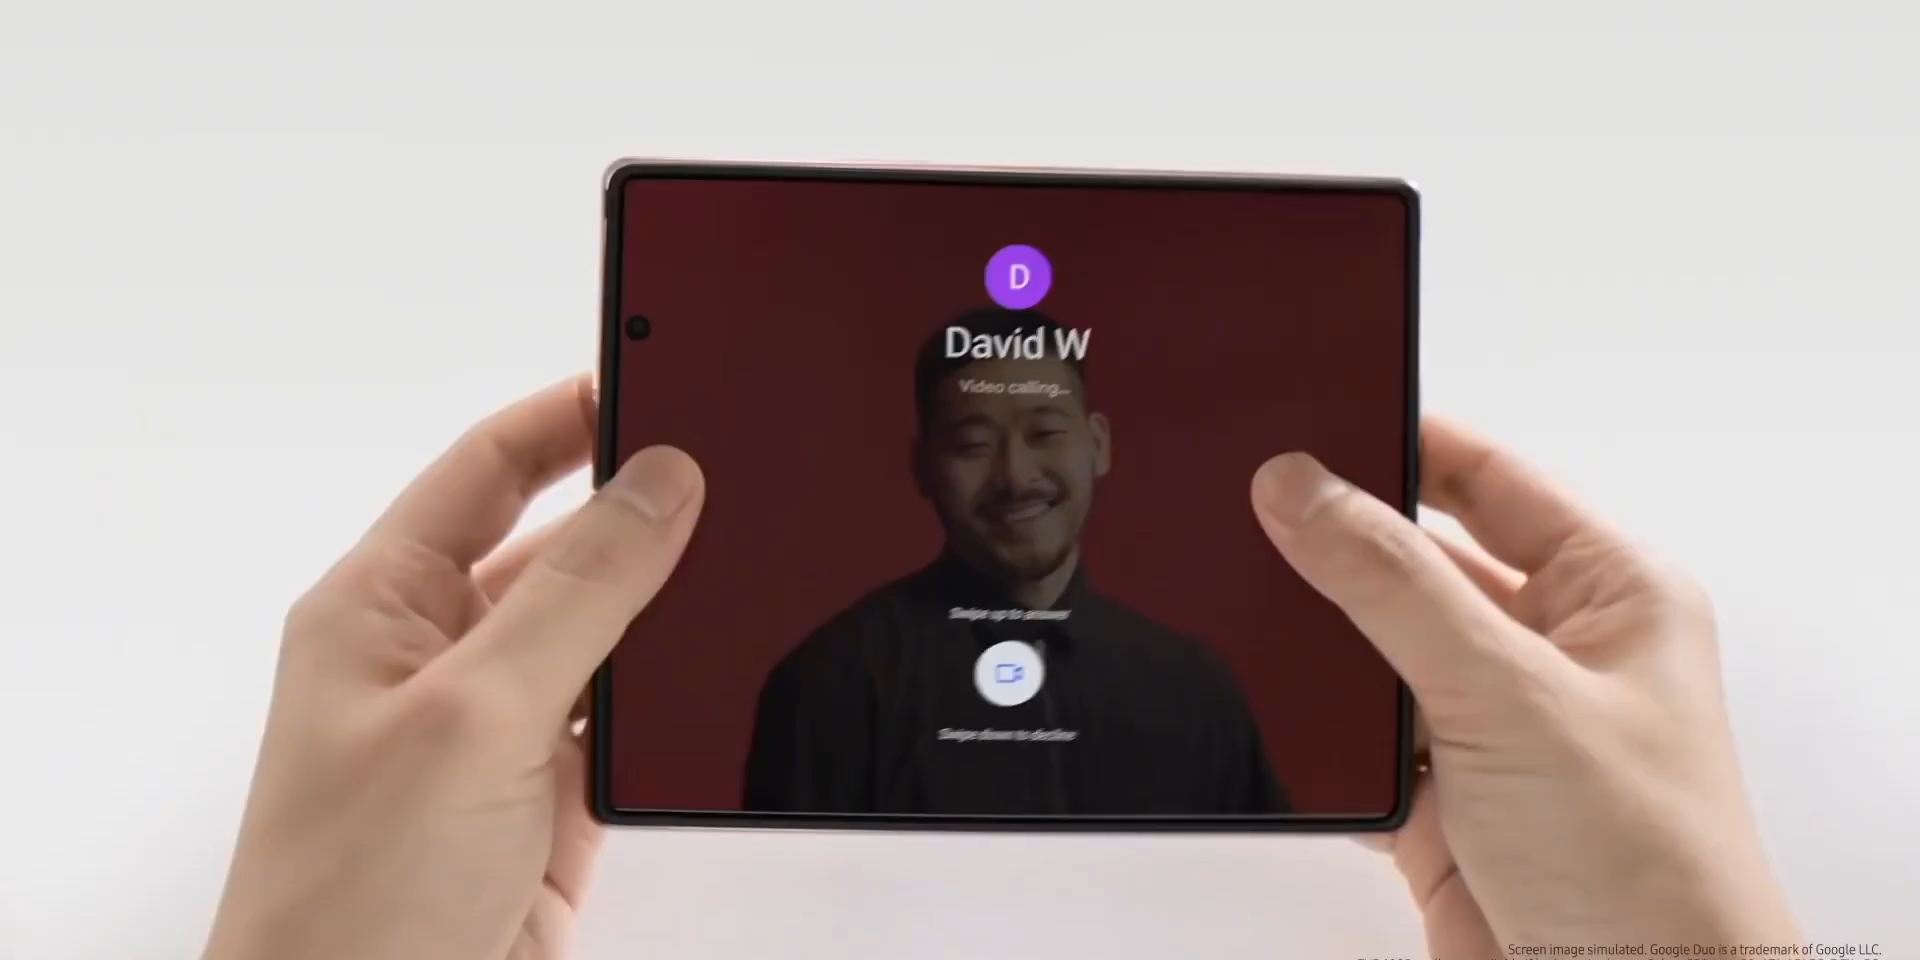 D
David W
Video calling...
Swipe up to answer
Swipe down to decline
Screen image simulated. Google Duo is a trademark of Google LLC.